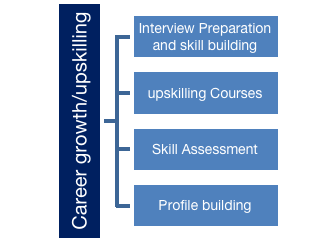 Career growth/upskilling
Interview Preparation
and skill building
upskilling Courses
Skill Assessment
Profile building